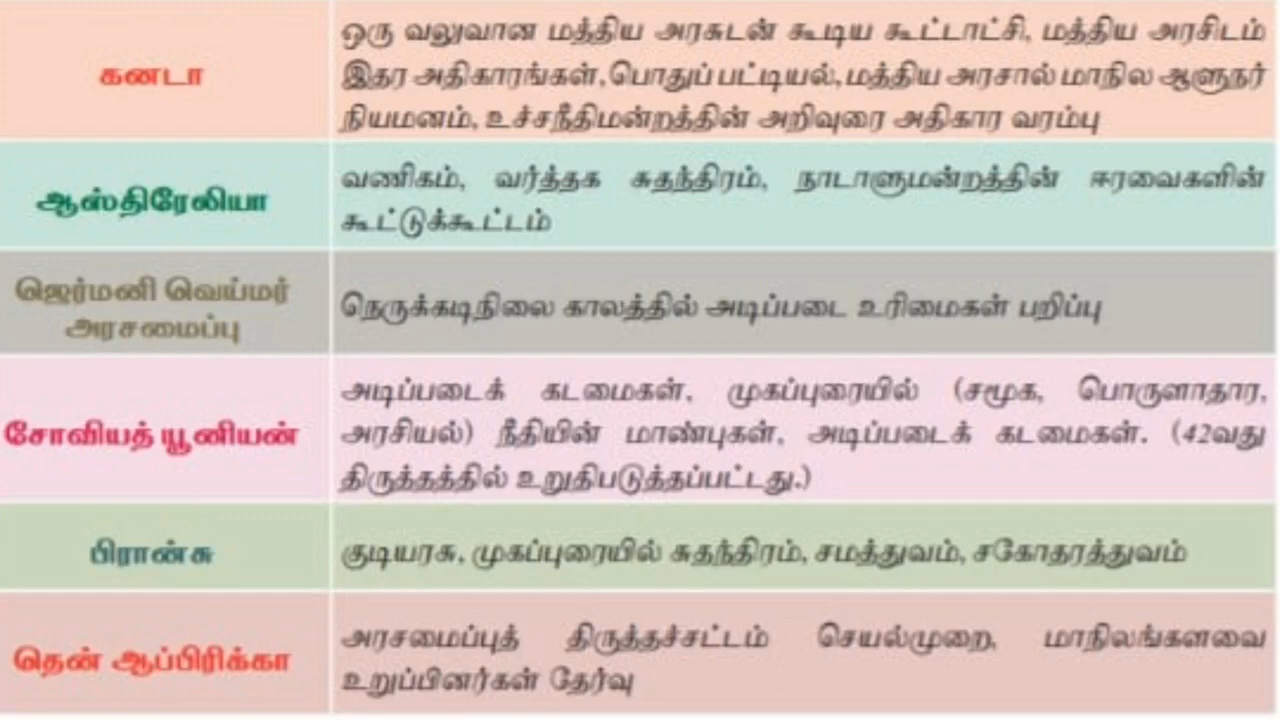 கனடா
ஒரு வலுவான மத்திய அரசுடன் கூடிய கூட்டாட்சி, மத்திய அரசிடம்
இதர அதிகாரங்கள், பொதுப் பட்டியல், மத்திய அரசால் மாநில ஆளுநர்
நியமனம், உச்சநீதிமன்றத்தின் அறிவுரை அதிகார வரம்பு
ஆஸ்திரேலியா
வணிகம், வர்த்தக சுதந்திரம், நாடாளுமன்றத்தின் ஈரவைகளின்
கூட்டுக்கூட்டம்
ஜெர்மனி வெய்மர்
அரசமைப்பு
நெருக்கடிநிலை காலத்தில் அடிப்படை உரிமைகள் பறிப்பு
சோவியத் யூனியன்
அடிப்படைக் கடமைகள், முகப்புரையில் (சமூக, பொருளாதார,
அரசியல்) நீதியின் மாண்புகள், அடிப்படைக் கடமைகள். (42வது
திருத்தத்தில் உறுதிபடுத்தப்பட்டது.)
பிரான்சு
குடியரசு, முகப்புரையில் சுதந்திரம், சமத்துவம், சகோதரத்துவம்
தென் ஆப்பிரிக்கா
அரசமைப்புத் திருத்தச்சட்டம் செயல்முறை, மாநிலங்களவை
உறுப்பினர்கள் தேர்வு